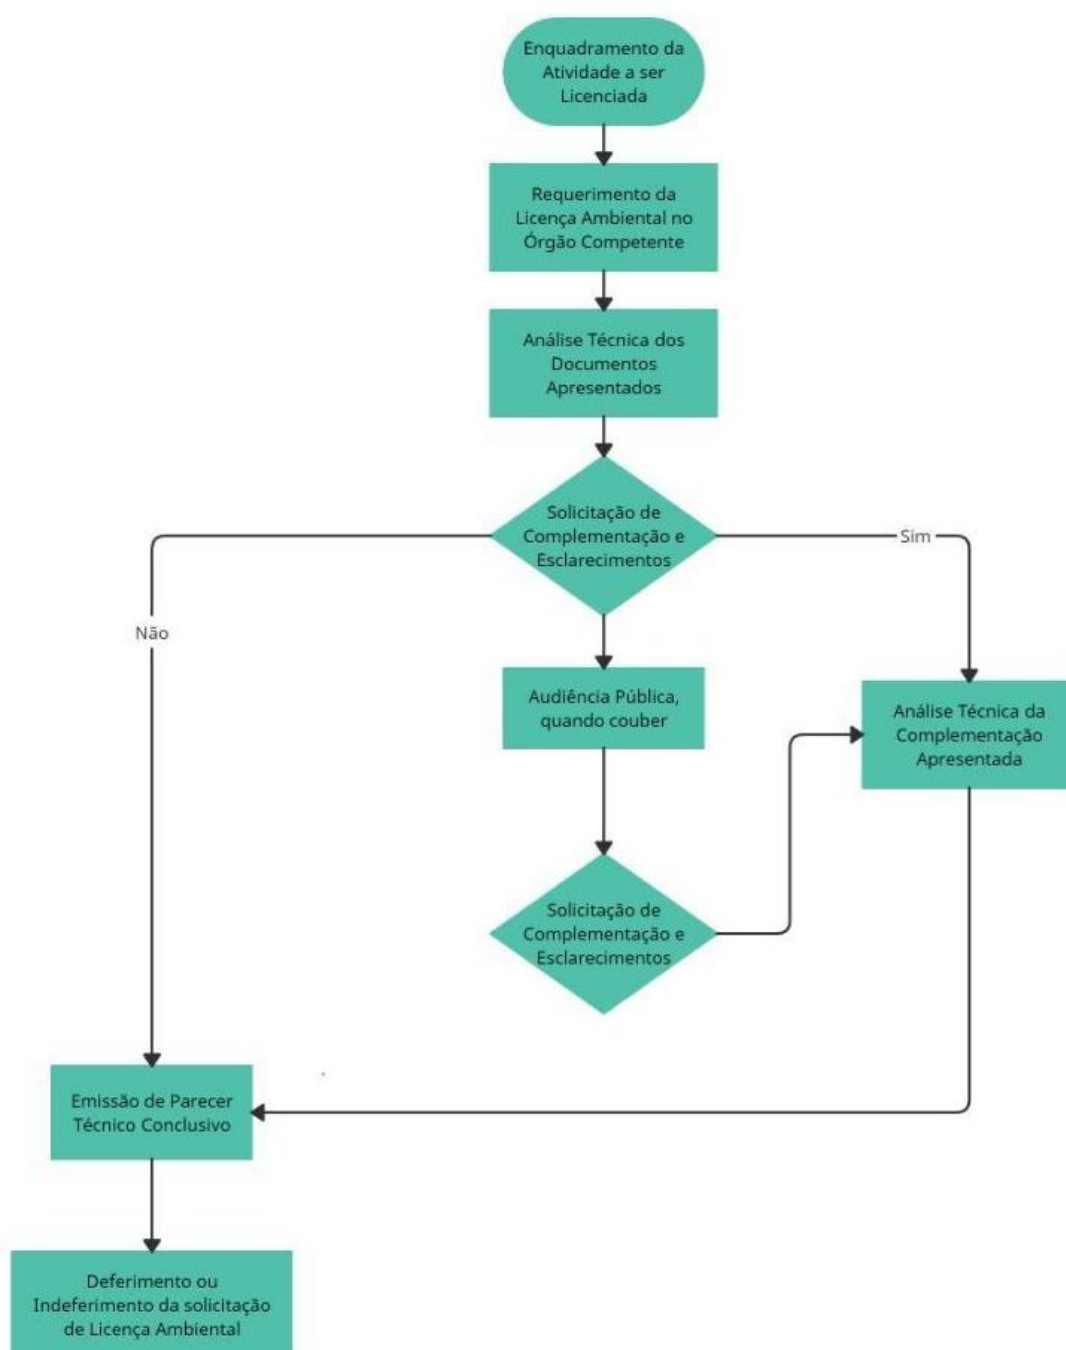 Enquadramento da
Atividade a ser
Licenciada
Requerimento da
Licença Ambiental no
Órgão Competente
Análise Técnica dos
Documentos
Apresentados
Solicitação de
Complementação e
Esclarecimentos
Sim
Não
Audiência Pública,
quando couber
Análise Técnica da
Complementação
Apresentada
Solicitação de
Complementação e
Esclarecimentos
Emissão de Parecer
Técnico Conclusivo
Deferimento ou
Indeferimento da solicitação
de Licença Ambiental